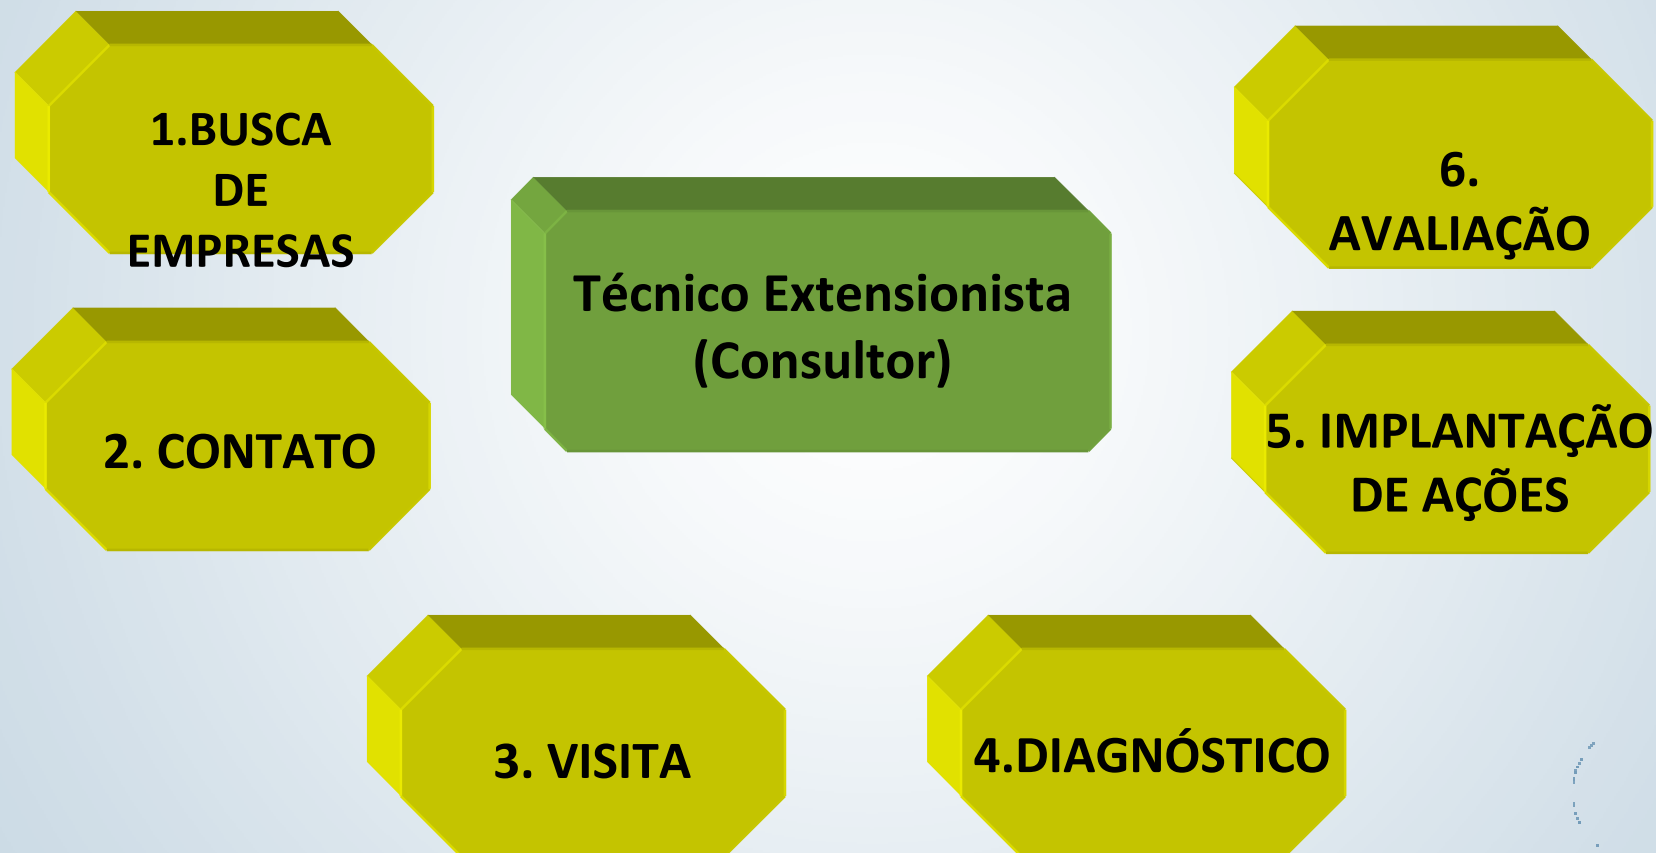 1.BUSCA
DE
EMPRESAS
2. CONTATO
3. VISITA
4.DIAGNÓSTICO
5. IMPLANTAÇÃO
DE AÇÕES
6.
AVALIAÇÃO
Técnico Extensionista
(Consultor)